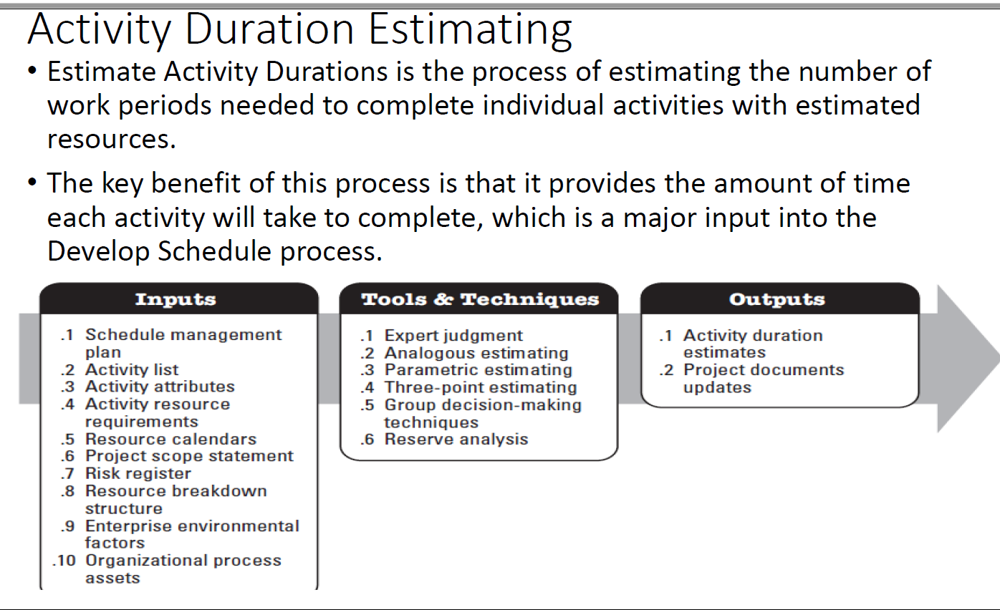 Activity Duration Estimating
• Estimate Activity Durations is the process of estimating the number of
work periods needed to complete individual activities with estimated
resources.
• The key benefit of this process is that it provides the amount of time
each activity will take to complete, which is a major input into the
Develop Schedule process.
Inputs
.1 Schedule management
plan
.2 Activity list
.3 Activity attributes
.4 Activity resource
requirements
.5 Resource calendars
.6 Project scope statement
.7 Risk register
.8 Resource breakdown
structure
.9 Enterprise environmental
factors
.10 Organizational process
assets
Tools & Techniques
.1 Expert judgment
.2 Analogous estimating
.3 Parametric estimating
.4 Three-point estimating
.5 Group decision-making
techniques
.6 Reserve analysis
Outputs
.1 Activity duration
estimates
.2 Project documents
updates